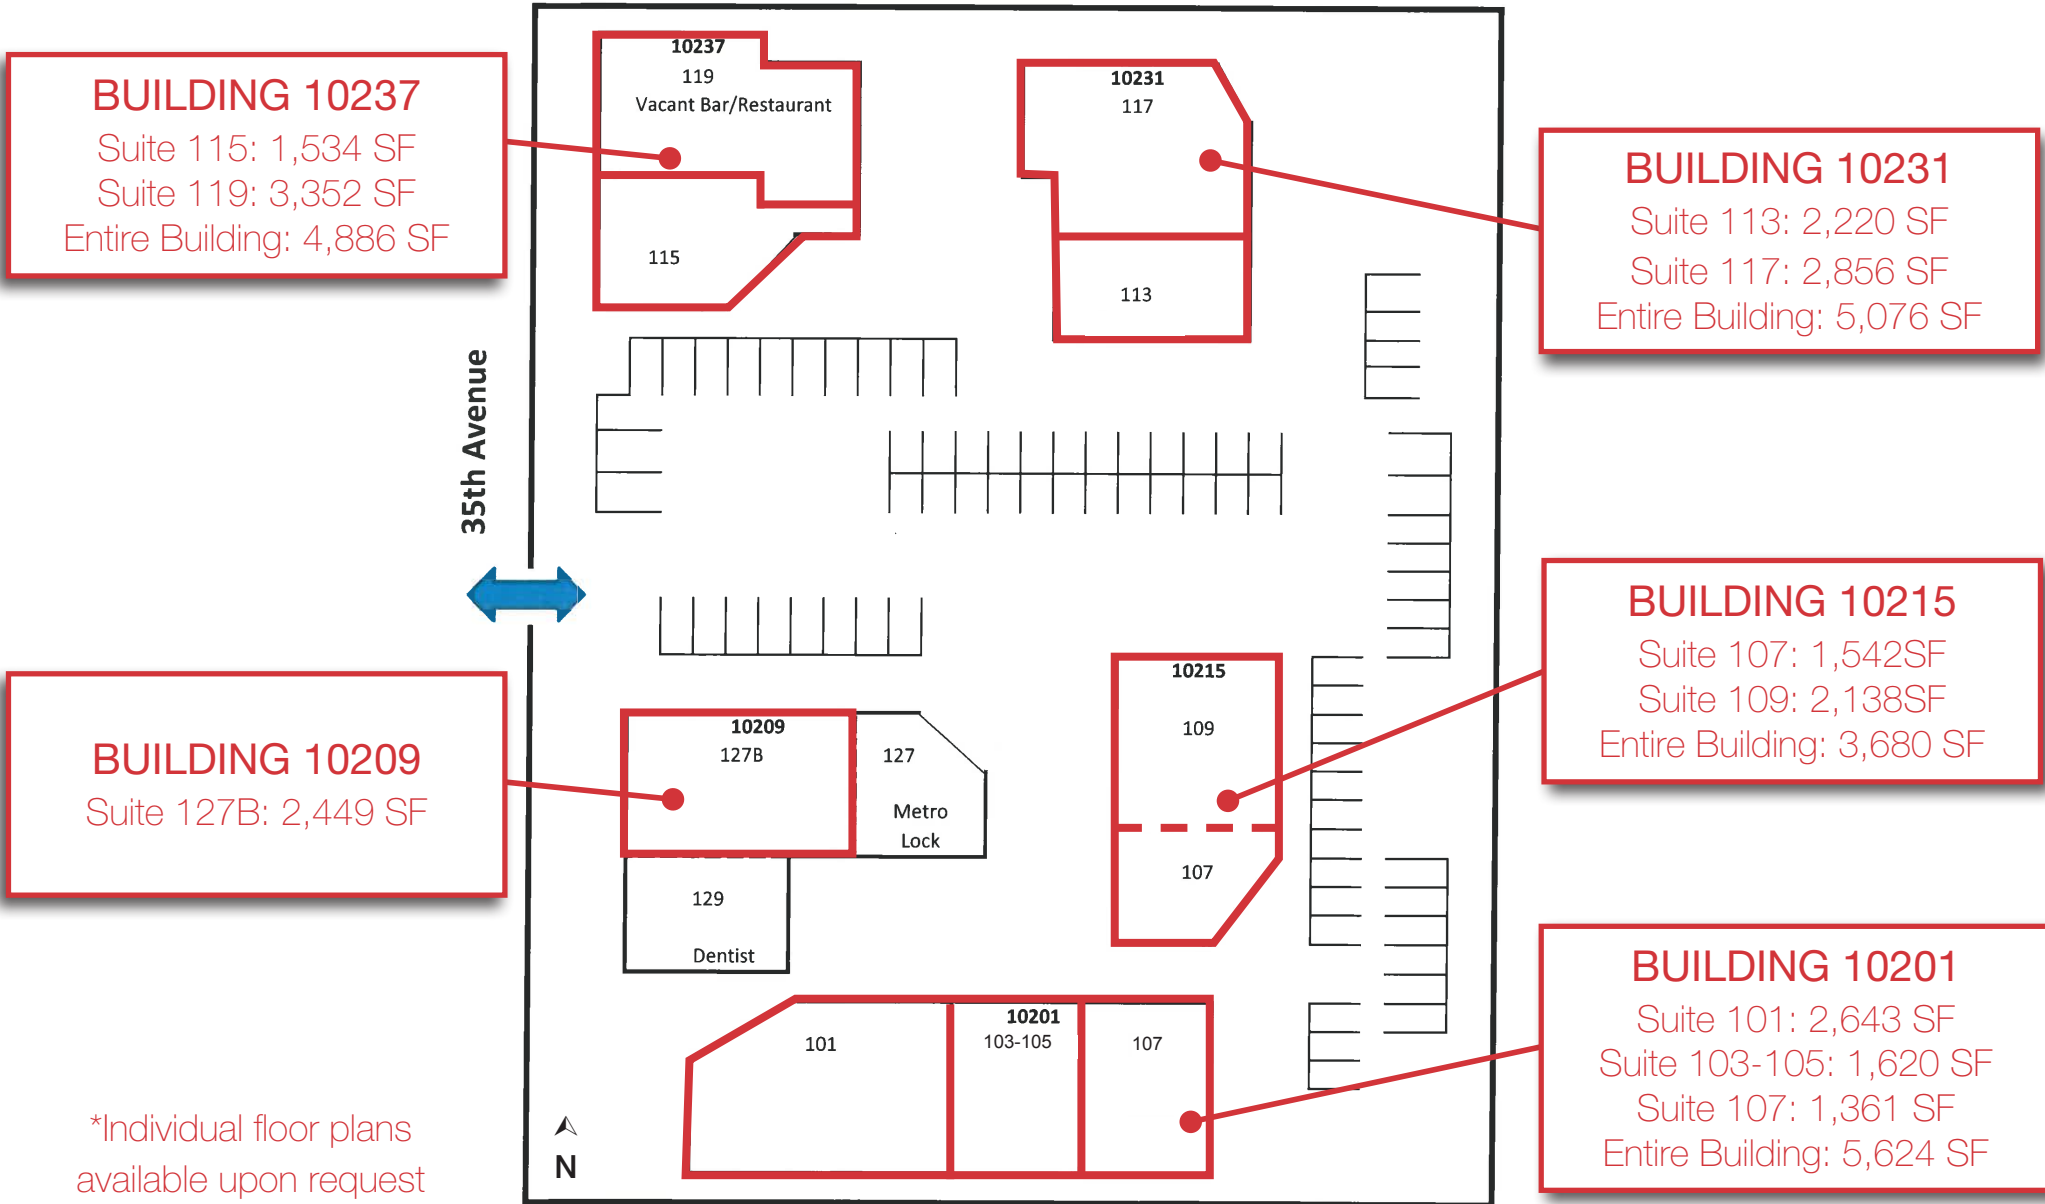 BUILDING 10237
Suite 115: 1,534 SF
Suite 119: 3,352 SF
Entire Building: 4,886 SF
10237
119
Vacant Bar/Restaurant
115
10231
117
113
BUILDING 10231
Suite 113: 2,220 SF
Suite 117: 2,856 SF
Entire Building: 5,076 SF
35th Avenue
BUILDING 10209
Suite 127B: 2,449 SF
10209
127B
127
Metro
Lock
129
Dentist
10215
109
107
BUILDING 10215
Suite 107: 1,542SF
Suite 109: 2,138SF
Entire Building: 3,680 SF
101
10201
103-105
107
BUILDING 10201
Suite 101: 2,643 SF
Suite 103-105: 1,620 SF
Suite 107: 1,361 SF
Entire Building: 5,624 SF
*Individual floor plans
available upon request
N